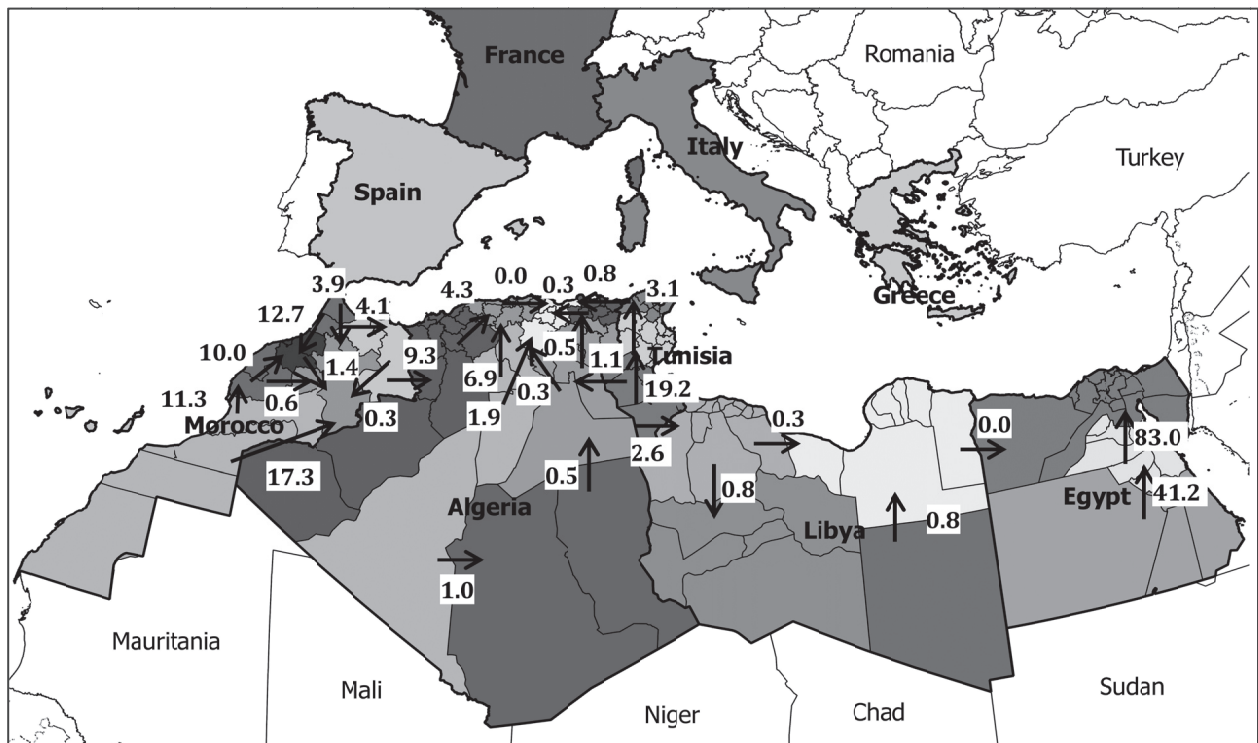 France
Romania
Italy
Turkey
Spain
Greece
3.9
4.3
0.0
0.3
0.8
3.1
12.7
4.1
10.0
1.4
9.3
0.5
1.1
Tunisia
6.9
0.3
19.2
11.3
0.6
0.3
1.9
Morocco
2.6
0.3
0.0
83.0
17.3
0.5
0.8
41.2
Algeria
Libya
0.8
Egypt
1.0
Mauritania
Mali
Niger
Chad
Sudan